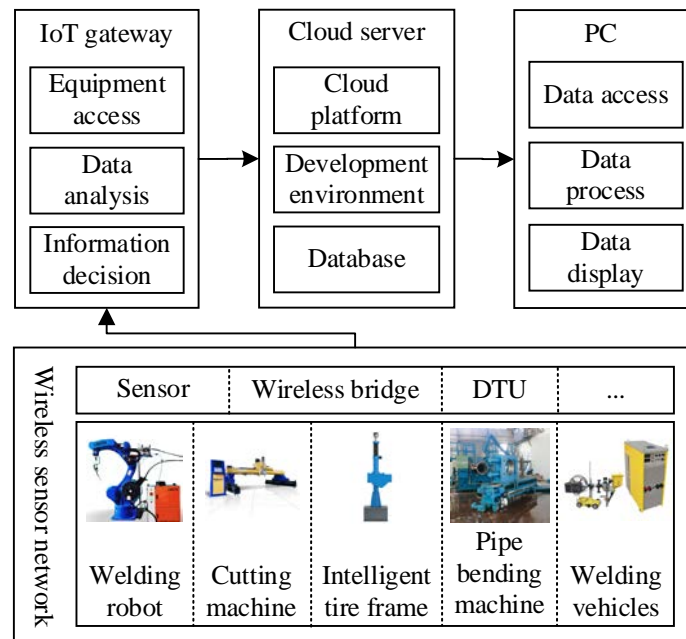 IoT gateway
Equipment
access
Data
analysis
Information
decision
Cloud server
Cloud
platform
Development
environment
Database
PC
Data access
Data
process
Data
display
Wireless sensor network
Sensor
Wireless bridge
DTU
...
Welding
robot
Cutting
machine
Intelligent
tire frame
Pipe
bending
machine
Welding
vehicles